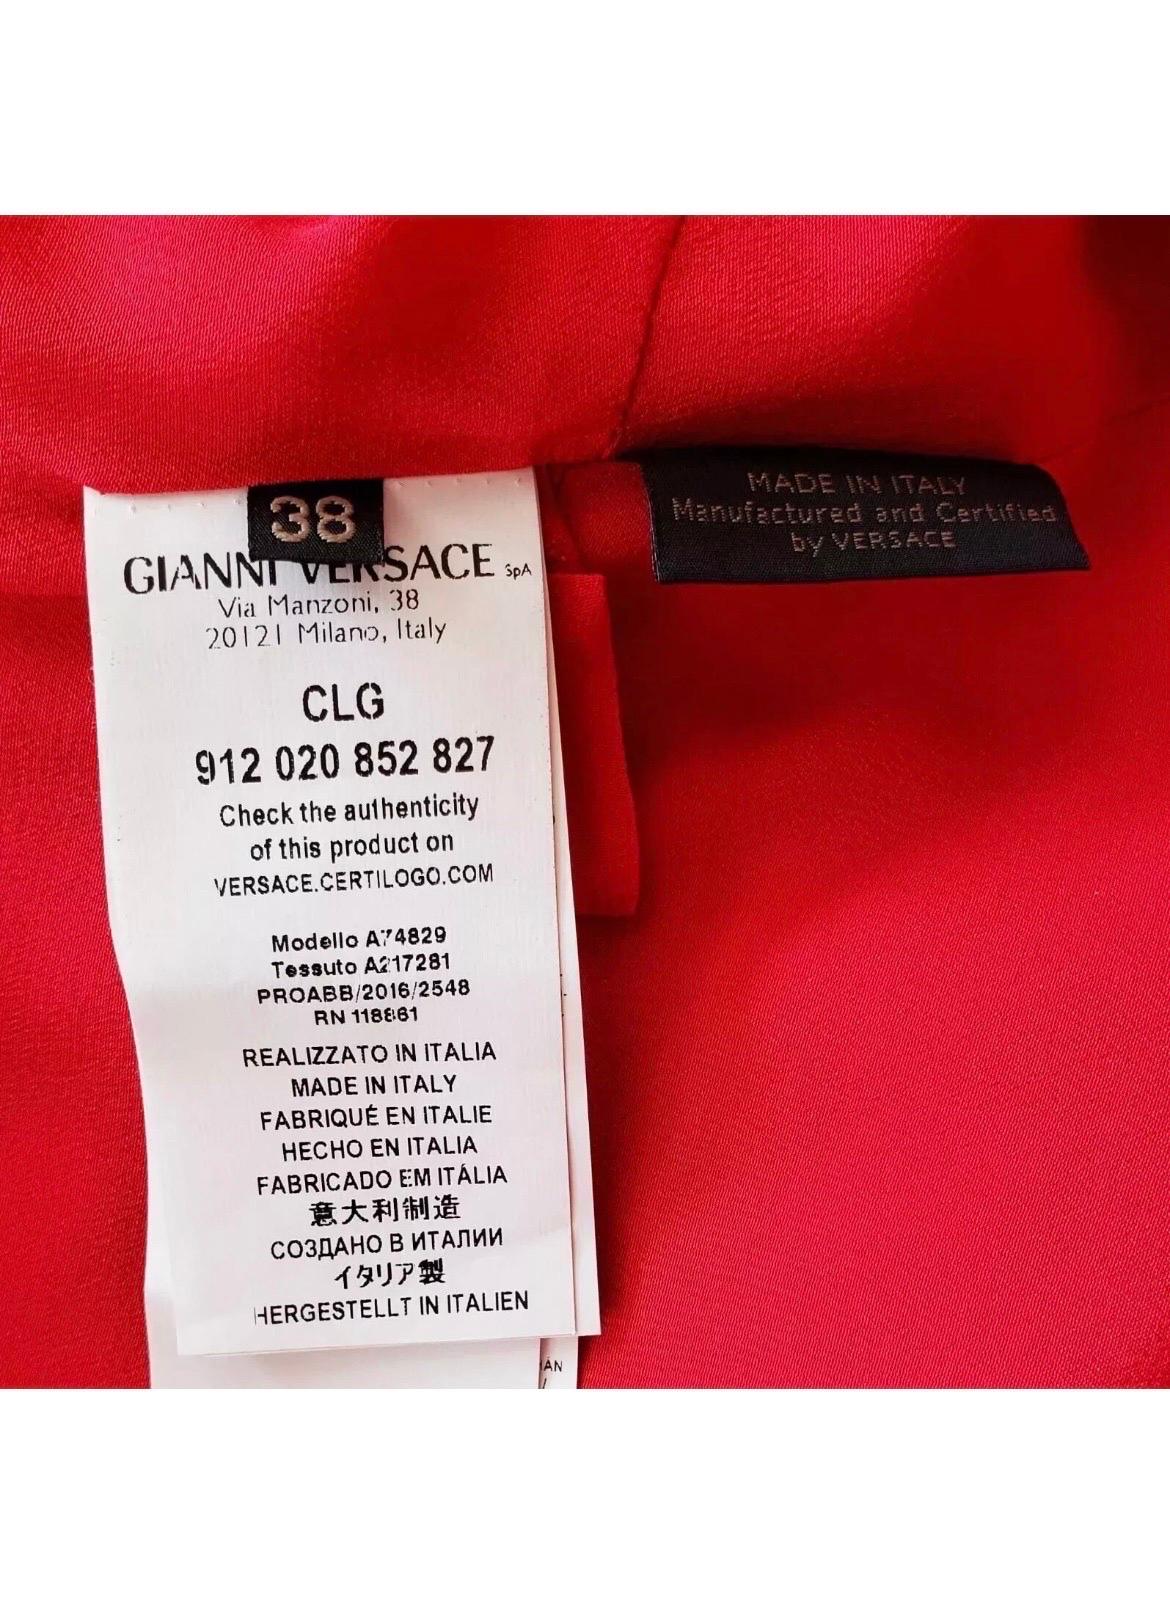 38
GIANNI VERSACE SpA
Via Manzoni, 38
20121 Milano, Italy
CLG
912 020 852 827
Check the authenticity
of this product on
VERSACE.CERTILOGO.COM
Modello A74829
Tessuto A217281
PROABB/2016/2548
RN 118861
REALIZZATO IN ITALIA
MADE IN ITALY
FABRIQUÉ EN ITALIE
HECHO EN ITALIA
FABRICADO EM ITÁLIA
意大利制造
СОЗДАНО В ИТАЛИИ
イタリア製
HERGESTELLT IN ITALIEN
MADE IN ITALY
Manufactured and Certified
by VERSACE